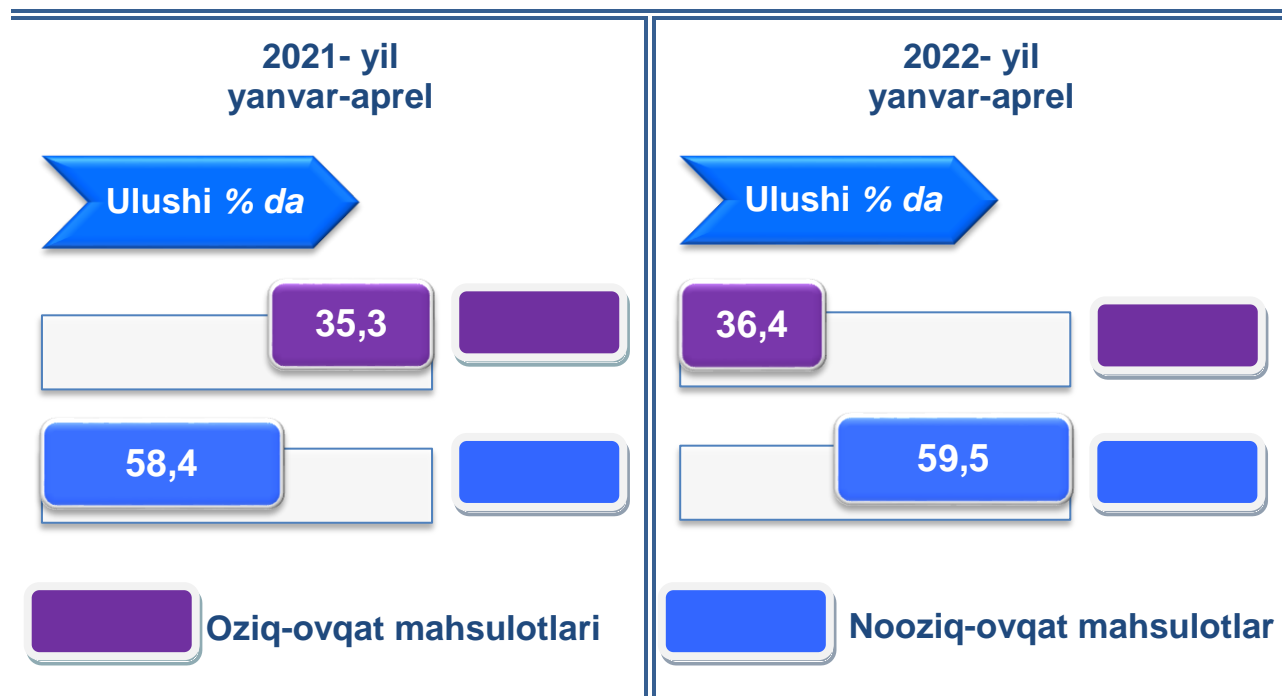 2021- yil
yanvar-aprel
Ulushi % da
35,3
58,4
Oziq-ovqat mahsulotlari
2022- yil
yanvar-aprel
Ulushi % da
36,4
59,5
Nooziq-ovqat mahsulotlar